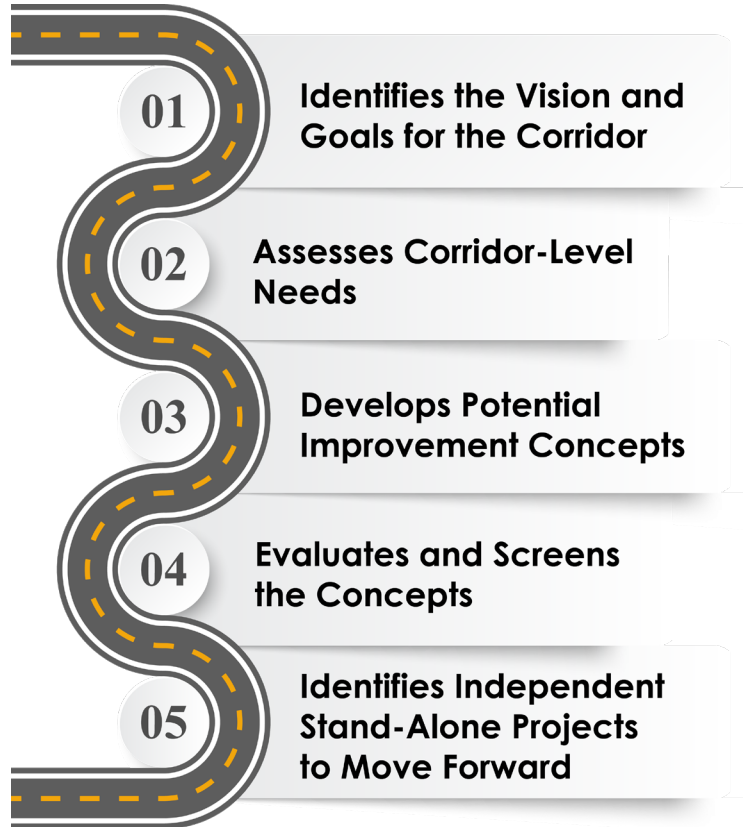 01
Identifies the Vision and
Goals for the Corridor
02
Assesses Corridor-Level
Needs
03
Develops Potential
Improvement Concepts
04
Evaluates and Screens
the Concepts
05
Identifies Independent
Stand-Alone Projects
to Move Forward